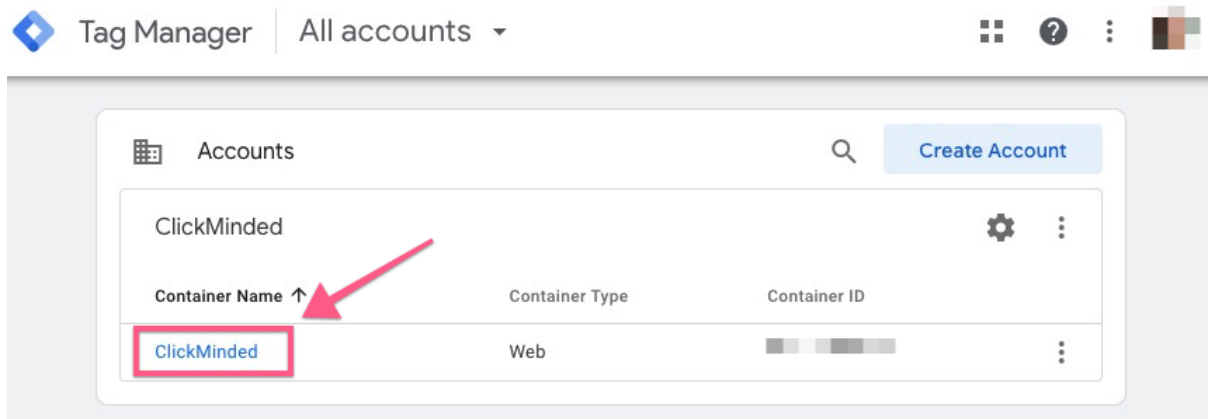 Tag Manager All accounts
Accounts Create Account
ClickMinded
Container Name Container Type Container ID
ClickMinded Web